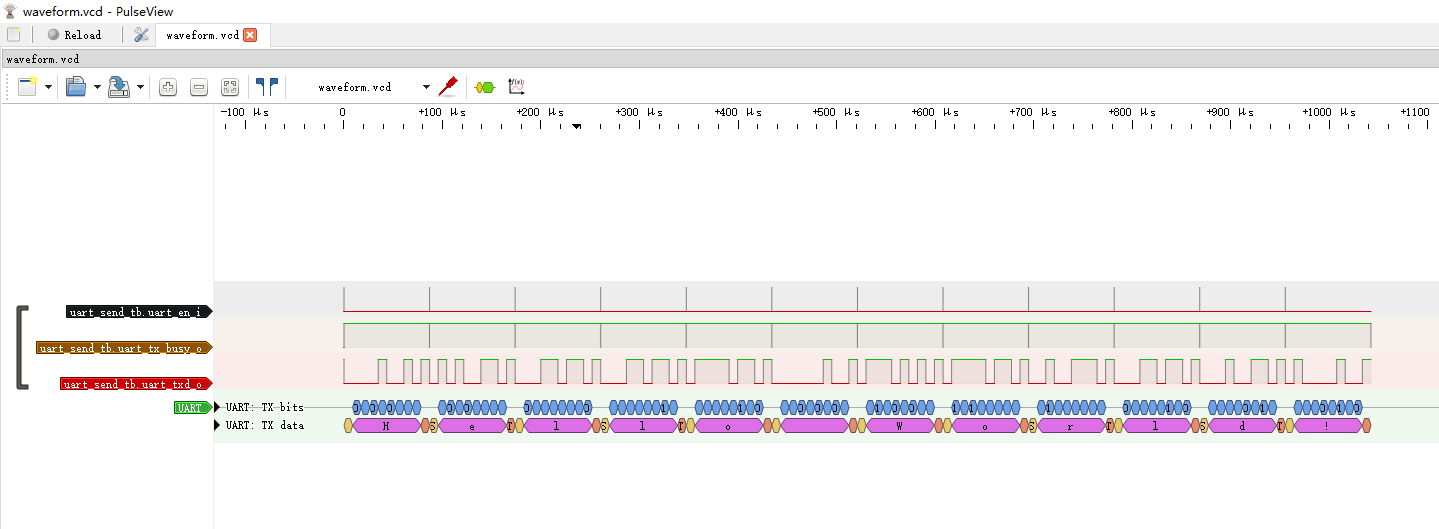 waveform.vcd - PulseView
Reload
waveform.vcd
waveform.vcd
waveform.vcd
f(x)
-100 μs 0 +100 μs +200 μs +300 μs +400 μs +500 μs +600 μs +700 μs +800 μs +900 μs +1000 μs +1100
uart_send_tb.uart_en_i
uart_send_tb.uart_tx_busy_o
uart_send_tb.uart_txd_o
UART UART: TX bits
UART: TX data H S e T l S l T o W o S r T l S d T !